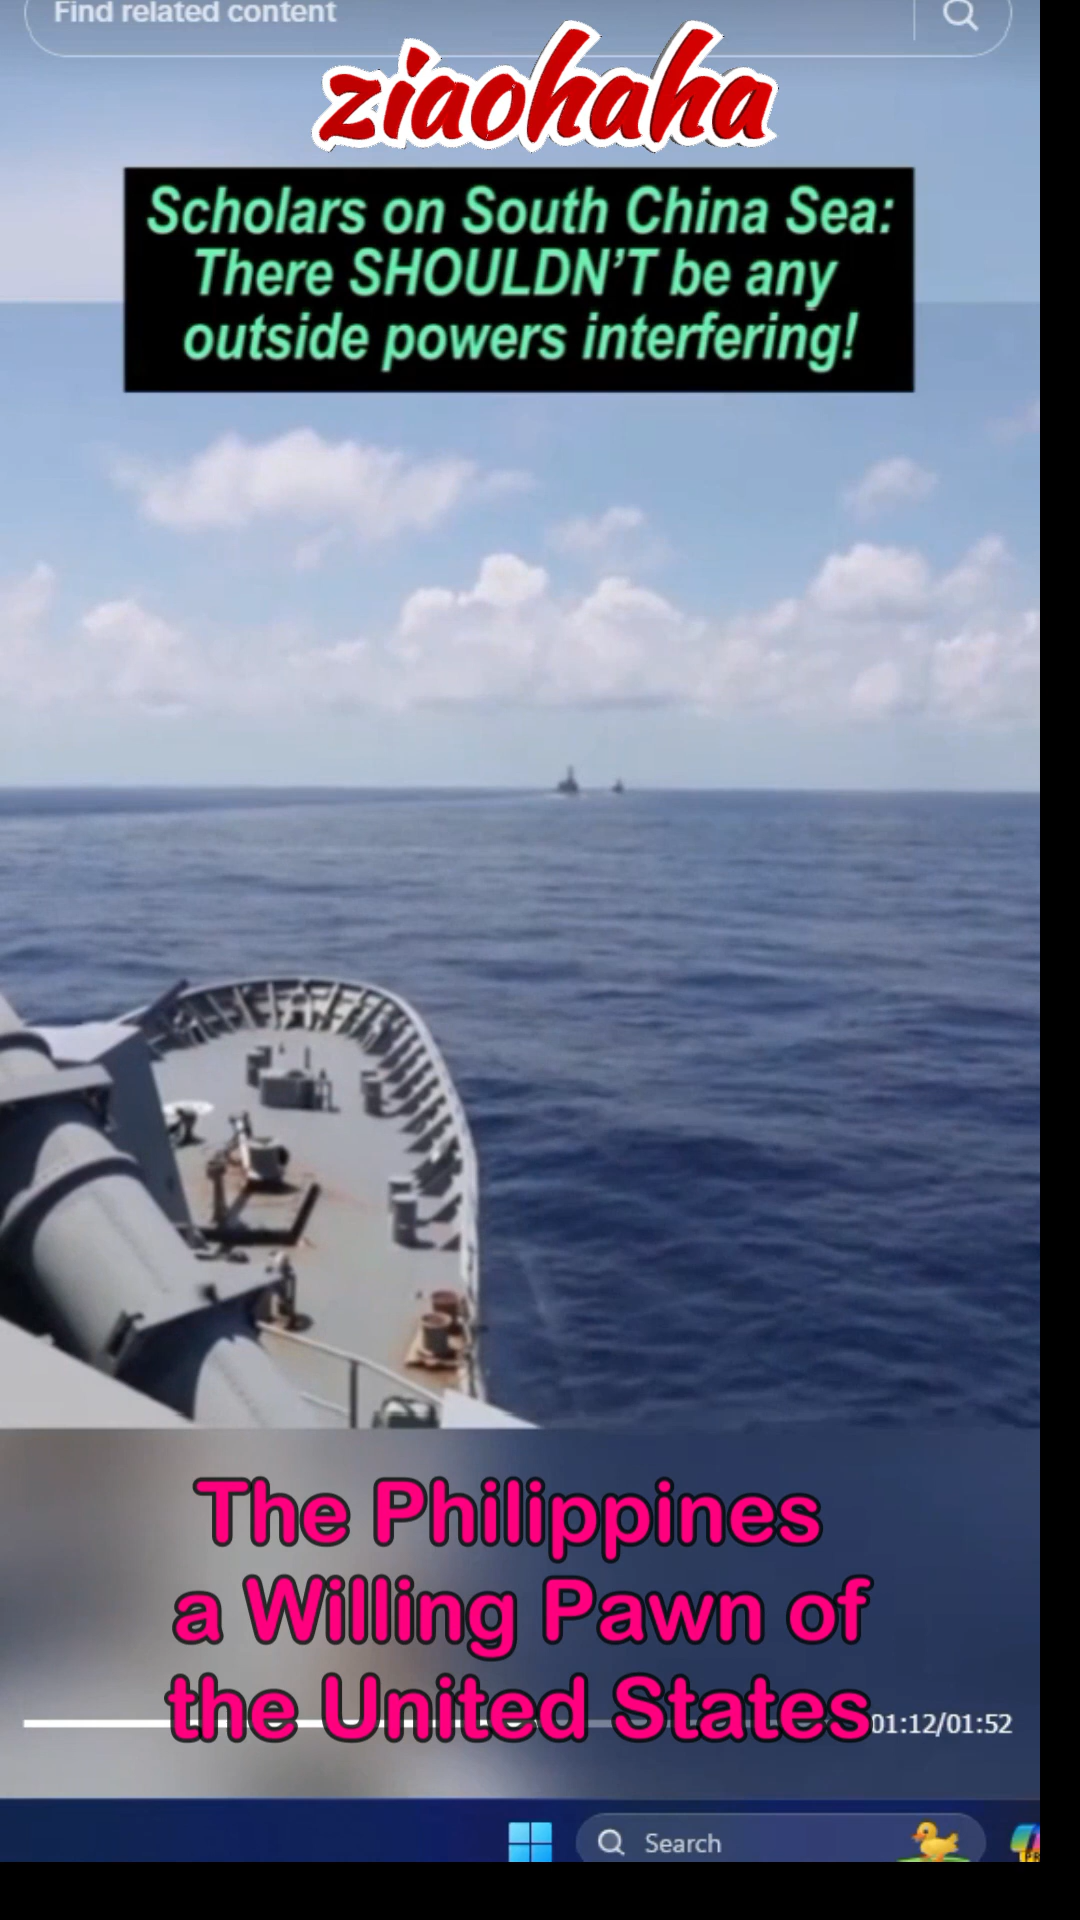 Find related content
ziaohaha
Scholars on South China Sea:
There SHOULDN'T be any
outside powers interfering!
The Philippines
a Willing Pawn of
the United States
01:12/01:52
Search